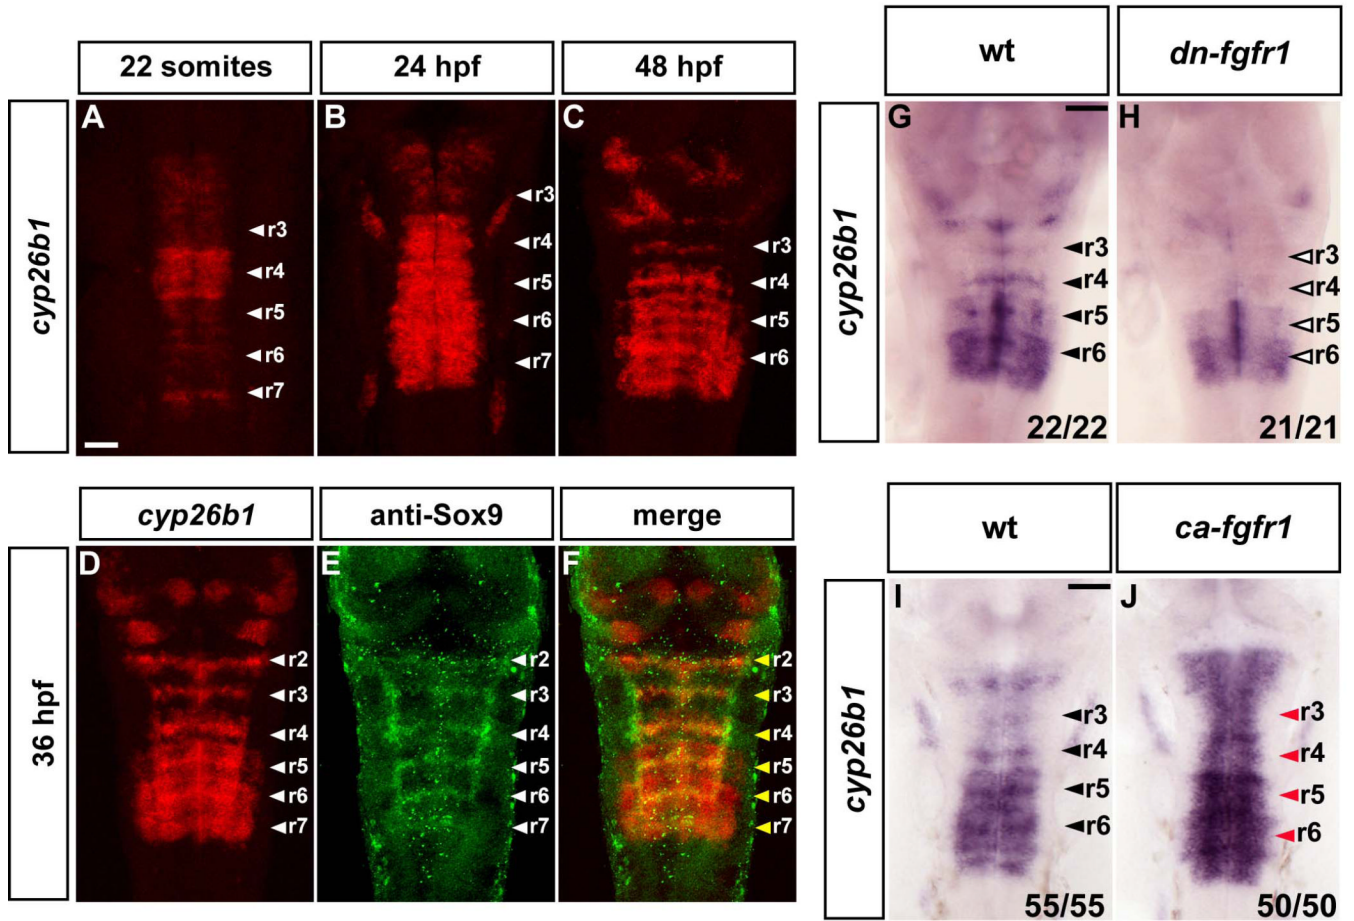 22 somites
24 hpf
48 hpf
cyp26b1
A
r3
r4
r5
r6
r7
B
r3
r4
r5
r6
r7
C
r3
r4
r5
r6
cyp26b1
anti-Sox9
merge
36 hpf
D
r2
r3
r4
r5
r6
r7
E
r2
r3
r4
r5
r6
r7
F
r2
r3
r4
r5
r6
r7
wt
dn-fgfr1
cyp26b1
G
r3
r4
r5
r6
22/22
H
r3
r4
r5
r6
21/21
wt
ca-fgfr1
cyp26b1
I
r3
r4
r5
r6
55/55
J
r3
r4
r5
r6
50/50